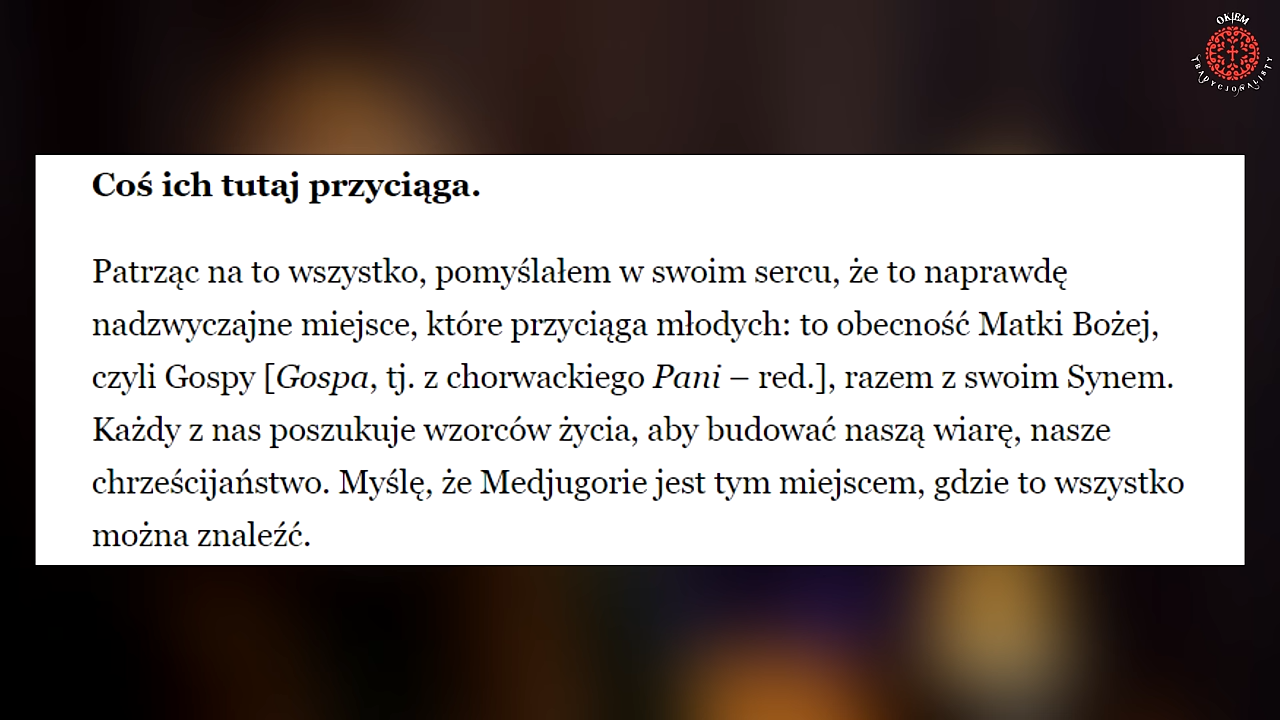 OKIEM
TRADYCJONALISTY
Coś ich tutaj przyciąga.
Patrząc na to wszystko, pomyślałem w swoim sercu, że to naprawdę
nadzwyczajne miejsce, które przyciąga młodych: to obecność Matki Bożej,
czyli Gospy [Gospa, tj. z chorwackiego Pani – red.], razem z swoim Synem.
Każdy z nas poszukuje wzorców życia, aby budować naszą wiarę, nasze
chrześcijaństwo. Myślę, że Medjugorie jest tym miejscem, gdzie to wszystko
można znaleźć.